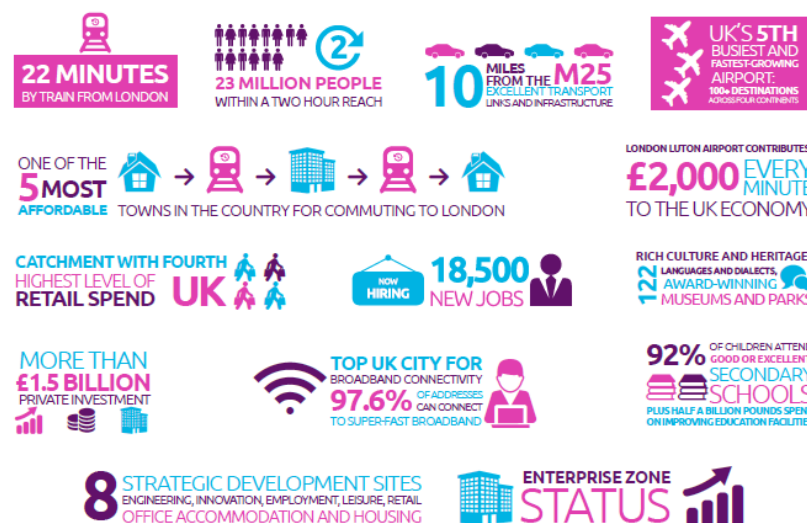 22 MINUTES
BY TRAIN FROM LONDON
2
23 MILLION PEOPLE
WITHIN A TWO HOUR REACH
10 MILES
FROM THE M25
EXCELLENT TRANSPORT
LINKS AND INFRASTRUCTURE
UK'S 5TH
BUSIEST AND
FASTEST-GROWING
AIRPORT:
100+ DESTINATIONS
ACROSS FOUR CONTINENTS
ONE OF THE
5 MOST
AFFORDABLE TOWNS IN THE COUNTRY FOR COMMUTING TO LONDON
LONDON LUTON AIRPORT CONTRIBUTES
£2,000 EVERY
MINUTE
TO THE UK ECONOMY
CATCHMENT WITH FOURTH
HIGHEST LEVEL OF
RETAIL SPEND UK
NOW
HIRING
18,500
NEW JOBS
RICH CULTURE AND HERITAGE
122 LANGUAGES AND DIALECTS,
AWARD-WINNING
MUSEUMS AND PARKS
MORE THAN
£1.5 BILLION
PRIVATE INVESTMENT
TOP UK CITY FOR
BROADBAND CONNECTIVITY
97.6% OF ADDRESSES
CAN CONNECT
TO SUPER-FAST BROADBAND
92% OF CHILDREN ATTEN
GOOD OR EXCELLENT
SECONDARY
SCHOOLS
PLUS HALF A BILLION POUNDS SPEN
ON IMPROVING EDUCATION FACILITIE
8 STRATEGIC DEVELOPMENT SITES
ENGINEERING, INNOVATION, EMPLOYMENT, LEISURE, RETAIL
OFFICE ACCOMMODATION AND HOUSING
ENTERPRISE ZONE
STATUS